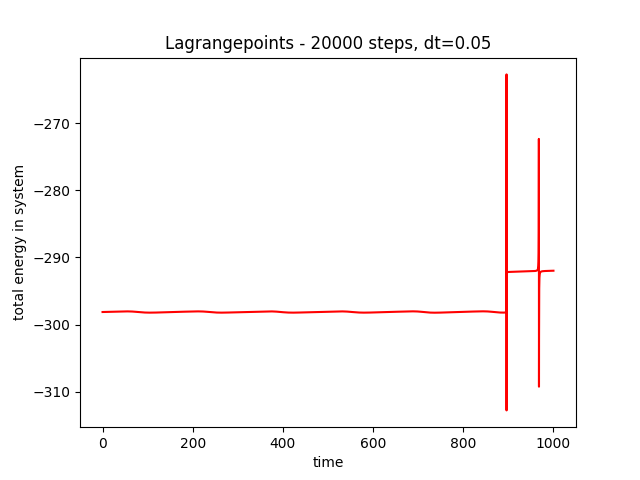 Lagrangepoints - 20000 steps, dt=0.05
total energy in system
−270
−280
−290
−300
−310
0 200 400 600 800 1000
time